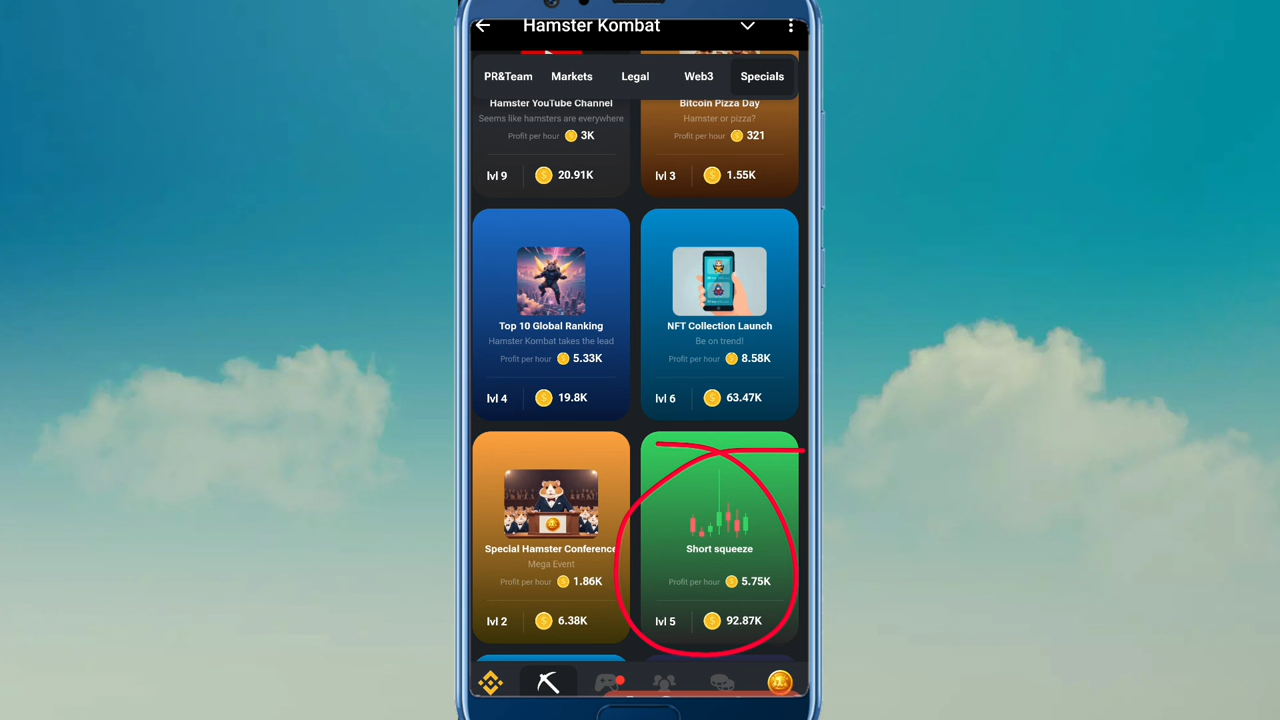 Hamster Kombat
PR&Team Markets Legal Web3 Specials
Hamster YouTube Channel
Seems like hamsters are everywhere
Profit per hour 3K
lvl 9 20.91K
Bitcoin Pizza Day
Hamster or pizza?
Profit per hour 321
lvl 3 1.55K
Top 10 Global Ranking
Hamster Kombat takes the lead
Profit per hour 5.33K
lvl 4 19.8K
NFT Collection Launch
Be on trend!
Profit per hour 8.58K
lvl 6 63.47K
Special Hamster Conference
Mega Event
Profit per hour 1.86K
lvl 2 6.38K
Short squeeze
Profit per hour 5.75K
lvl 5 92.87K